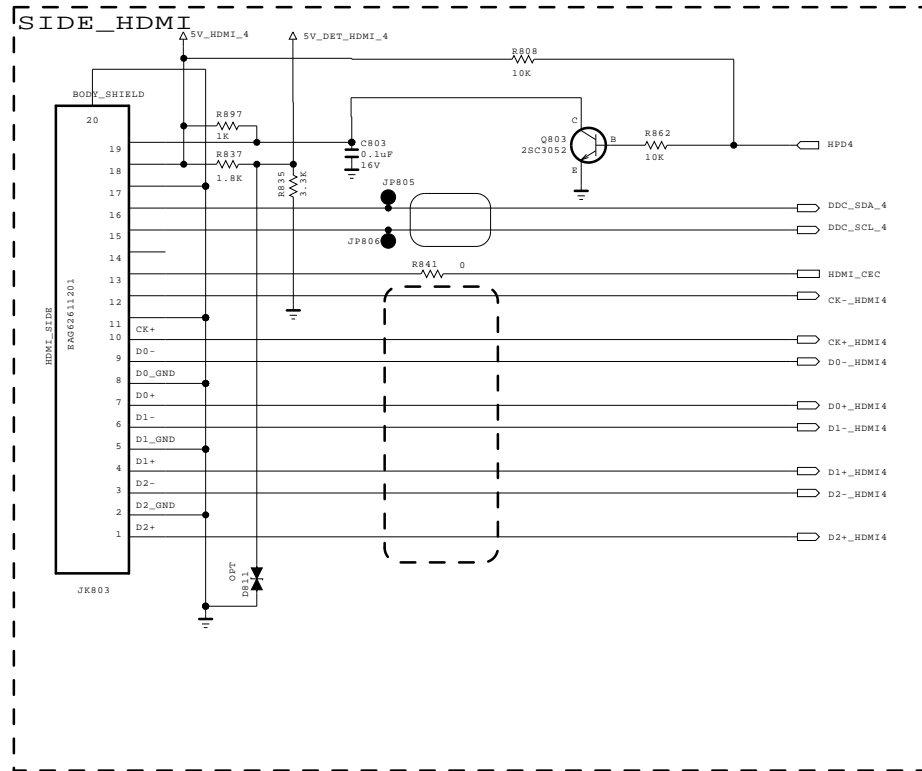 SIDE_HDMI
5V_HDMI_4
5V_DET_HDMI_4
R808
10K
BODY_SHIELD
20
R897
1K
C803
0.1uF
16V
C
Q803
2SC3052
B
E
R862
10K
HPD4
19
R837
1.8K
R835
3.3K
18
JP805
17
16
DDC_SDA_4
15
DDC_SCL_4
JP806
14
R841
0
13
HDMI_CEC
12
CK-_HDMI4
HDMI_SIDE
EAG62611201
11
CK+
10
CK+_HDMI4
D0-
9
D0-_HDMI4
D0_GND
8
D0+
7
D0+_HDMI4
D1-
6
D1-_HDMI4
D1_GND
5
D1+
4
D1+_HDMI4
D2-
3
D2-_HDMI4
D2_GND
2
D2+
1
D2+_HDMI4
OPT
D811
JK803